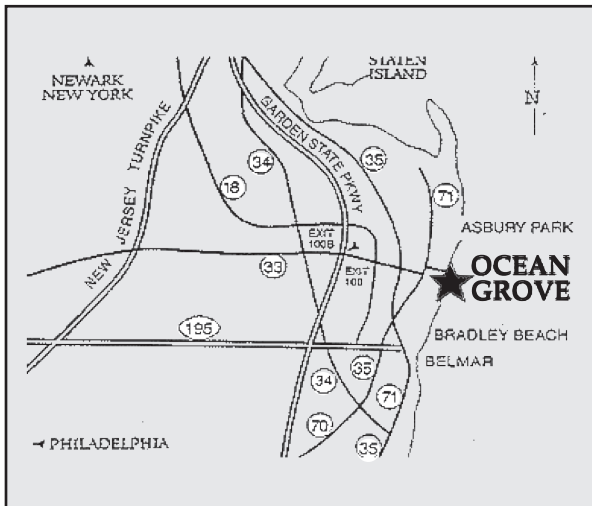 STATEN
ISLAND
NEWARK
NEW YORK
N
NEW JERSEY TURNPIKE
GARDEN STATE PKWY
34
35
18
71
ASBURY PARK
EXIT
100B
33
EXIT
100
OCEAN
GROVE
195
BRADLEY BEACH
BELMAR
34
35
71
70
35
PHILADELPHIA